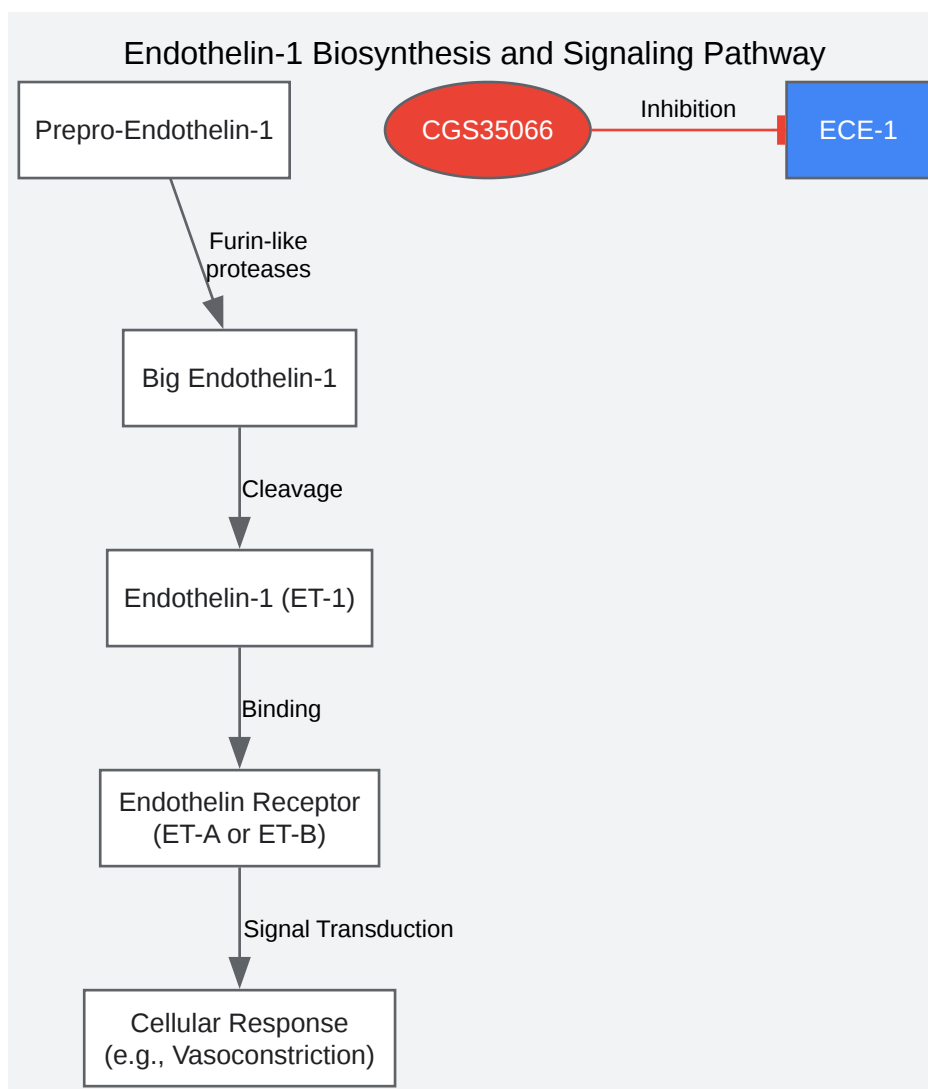 Endothelin-1 Biosynthesis and Signaling Pathway
Prepro-Endothelin-1
CGS35066
Inhibition
ECE-1
Furin-like
proteases
Big Endothelin-1
Cleavage
Endothelin-1 (ET-1)
Binding
Endothelin Receptor
(ET-A or ET-B)
Signal Transduction
Cellular Response
(e.g., Vasoconstriction)